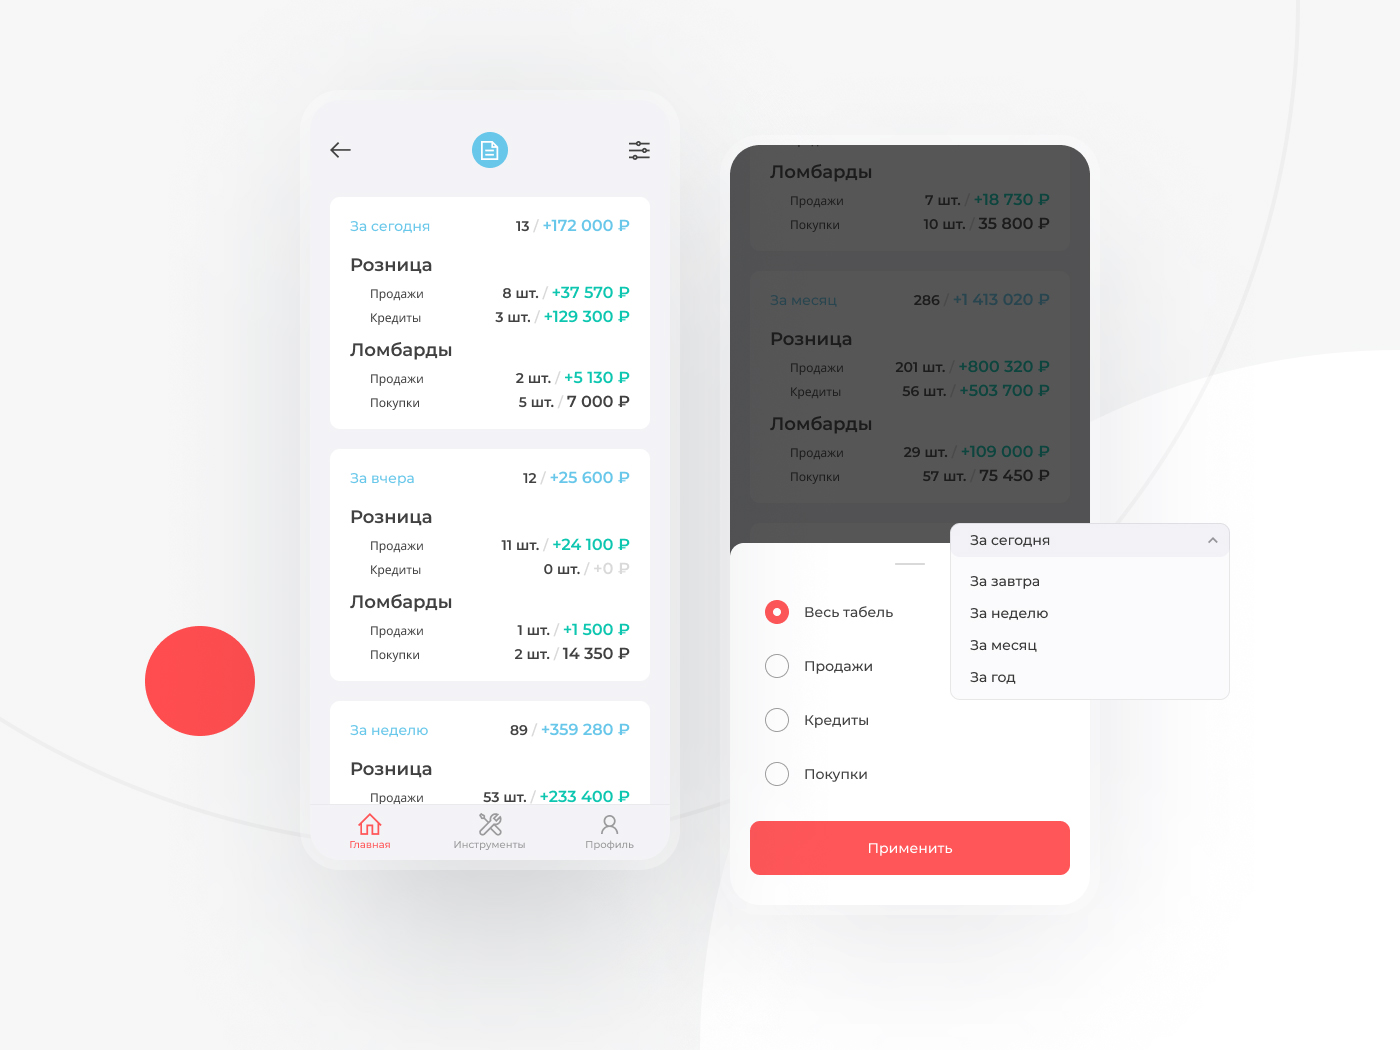 За сегодня 13 / +172 000 ₽
Розница
Продажи 8 шт. / +37 570 ₽
Кредиты 3 шт. / +129 300 ₽
Ломбарды
Продажи 2 шт. / +5 130 ₽
Покупки 5 шт. / 7 000 ₽
За вчера 12 / +25 600 ₽
Розница
Продажи 11 шт. / +24 100 ₽
Кредиты 0 шт. / +0 ₽
Ломбарды
Продажи 1 шт. / +1 500 ₽
Покупки 2 шт. / 14 350 ₽
За неделю 89 / +359 280 ₽
Розница
Продажи 53 шт. / +233 400 ₽
Главная Инструменты Профиль
Ломбарды
Продажи 7 шт. / +18 730 ₽
Покупки 10 шт. / 35 800 ₽
За месяц 286 / +1 413 020 ₽
Розница
Продажи 201 шт. / +800 320 ₽
Кредиты 56 шт. / +503 700 ₽
Ломбарды
Продажи 29 шт. / +109 000 ₽
Покупки 57 шт. / 75 450 ₽
За сегодня
За завтра
За неделю
За месяц
За год
Весь табель
Продажи
Кредиты
Покупки
Применить